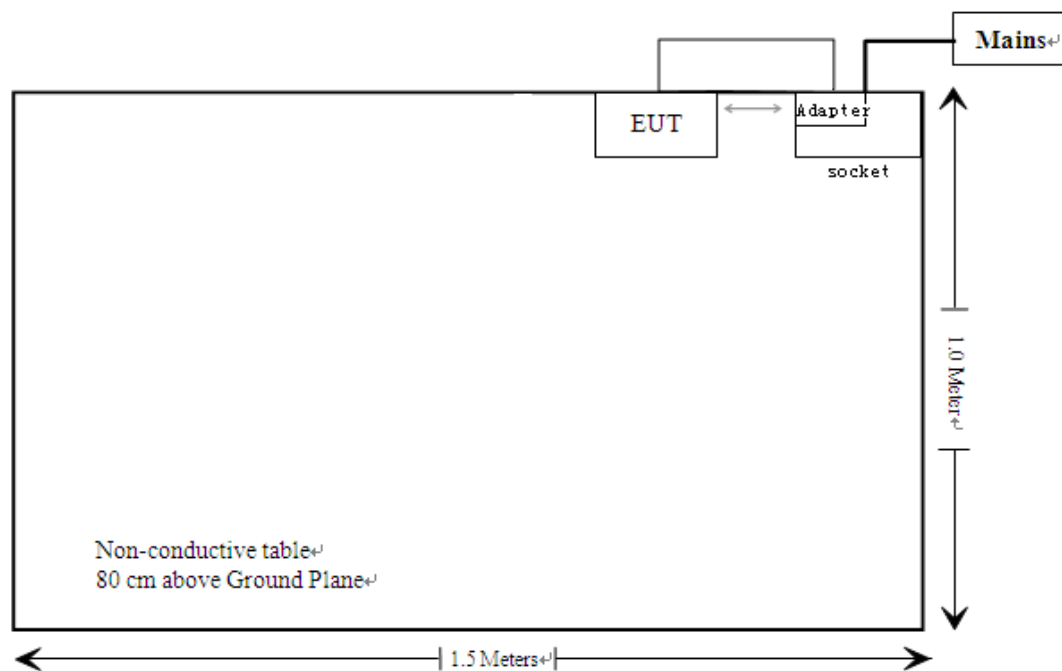 Mains↵
EUT
Adapter
socket
1.0 Meter↵
Non-conductive table↵
80 cm above Ground Plane↵
1.5 Meters↵